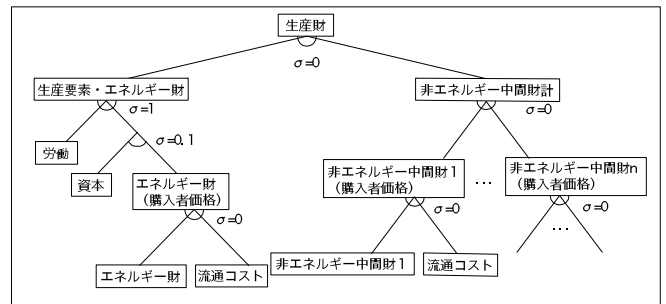 生産財
σ=0
生産要素・エネルギー財
非エネルギー中間財計
σ=1
σ=0
労働
σ=0.1
資本
エネルギー財
(購入者価格)
非エネルギー中間財1
(購入者価格)
…
非エネルギー中間財n
(購入者価格)
σ=0
σ=0
σ=0
…
エネルギー財
流通コスト
非エネルギー中間財1
流通コスト